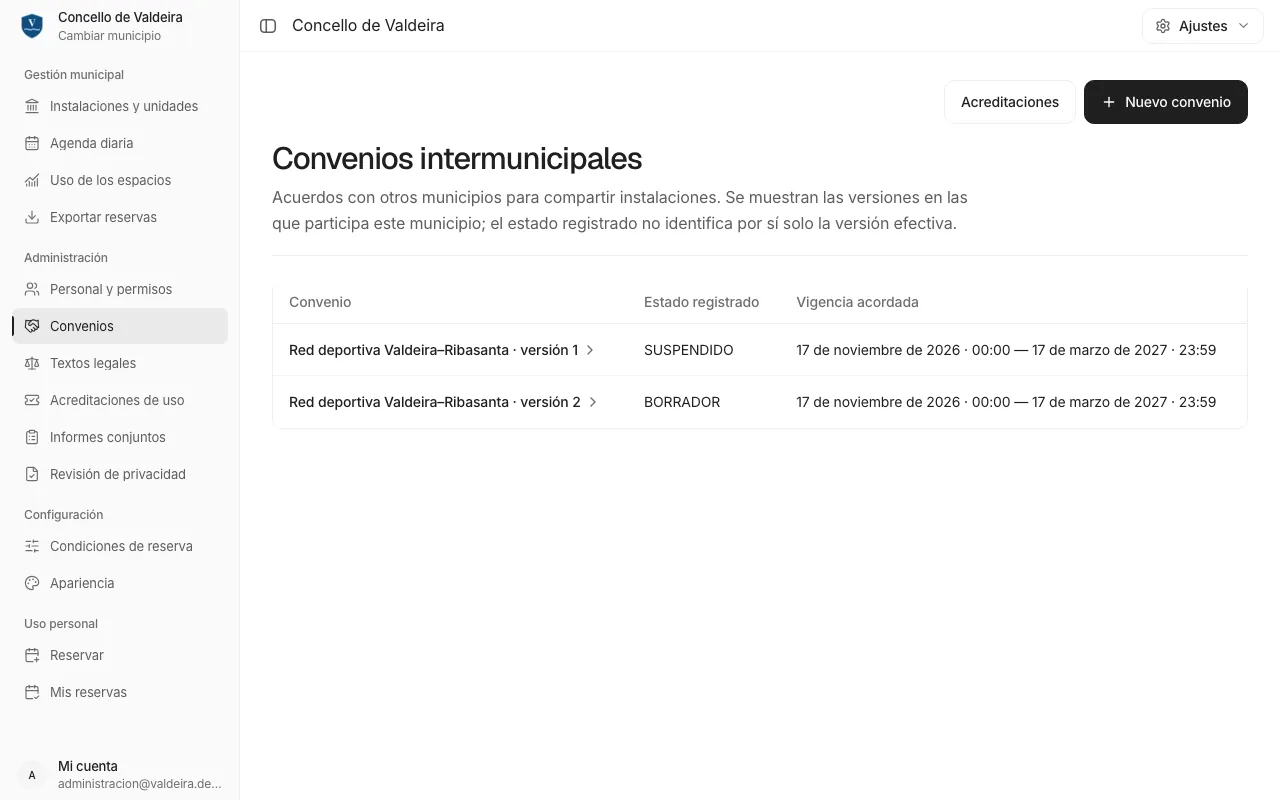 Concello de Valdeira
Cambiar municipio
Gestión municipal
Instalaciones y unidades
Agenda diaria
Uso de los espacios
Exportar reservas
Administración
Personal y permisos
Convenios
Textos legales
Acreditaciones de uso
Informes conjuntos
Revisión de privacidad
Configuración
Condiciones de reserva
Apariencia
Uso personal
Reservar
Mis reservas
A
Mi cuenta
administracion@valdeira.de...
Concello de Valdeira
Ajustes
Acreditaciones
Nuevo convenio
Convenios intermunicipales
Acuerdos con otros municipios para compartir instalaciones. Se muestran las versiones en las
que participa este municipio; el estado registrado no identifica por sí solo la versión efectiva.
Convenio Estado registrado Vigencia acordada
Red deportiva Valdeira–Ribasanta · versión 1 SUSPENDIDO 17 de noviembre de 2026 · 00:00 — 17 de marzo de 2027 · 23:59
Red deportiva Valdeira–Ribasanta · versión 2 BORRADOR 17 de noviembre de 2026 · 00:00 — 17 de marzo de 2027 · 23:59